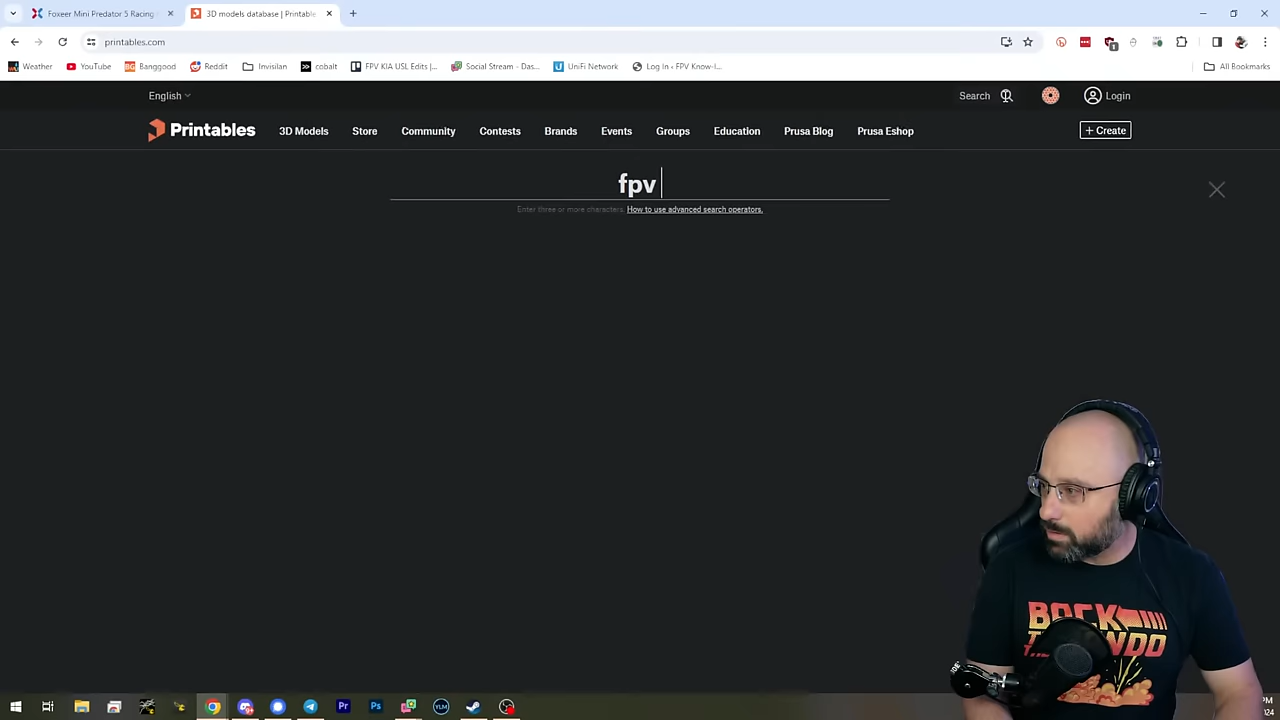 Foxeer Mini Predator 5 Racing
3D models database | Printable
printables.com
Weather
YouTube
Banggood
Reddit
Invisilan
cobalt
FPV KIA USL Edits |...
Social Stream - Das...
UniFi Network
Log In ‹ FPV Know-I...
All Bookmarks
English
Search
Login
Printables
3D Models
Store
Community
Contests
Brands
Events
Groups
Education
Prusa Blog
Prusa Eshop
+ Create
fpv
Enter three or more characters. How to use advanced search operators.
BACK
NDO
PM